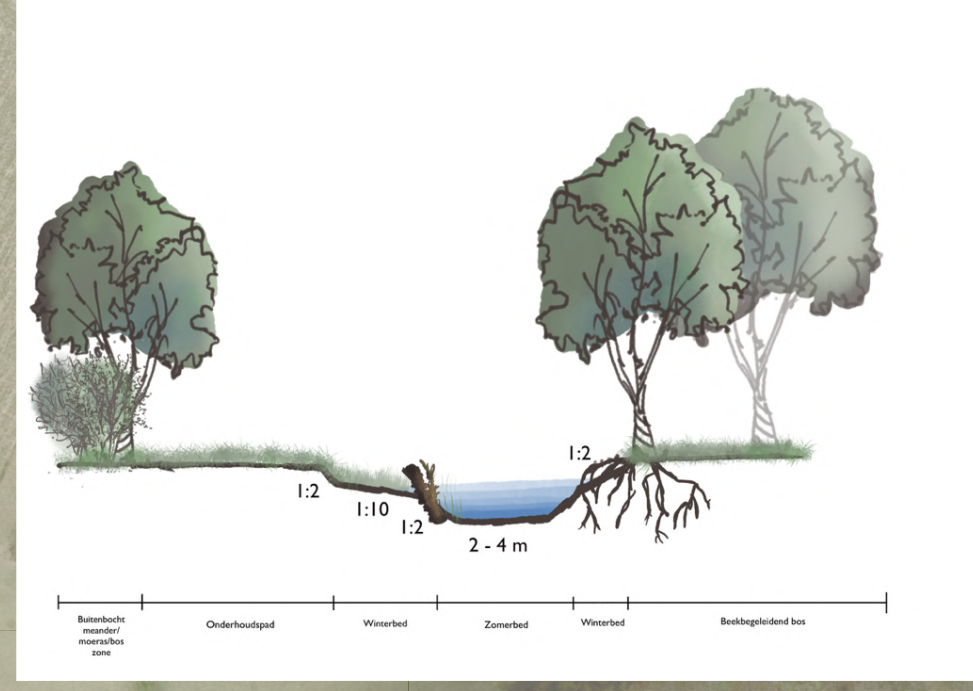 1:2
1:2
1:10
1:2
2 - 4 m
Buitenbocht
meander/
moeras/bos
zone
Onderhoudspad
Winterbed
Zomerbed
Winterbed
Beekbegeleidend bos